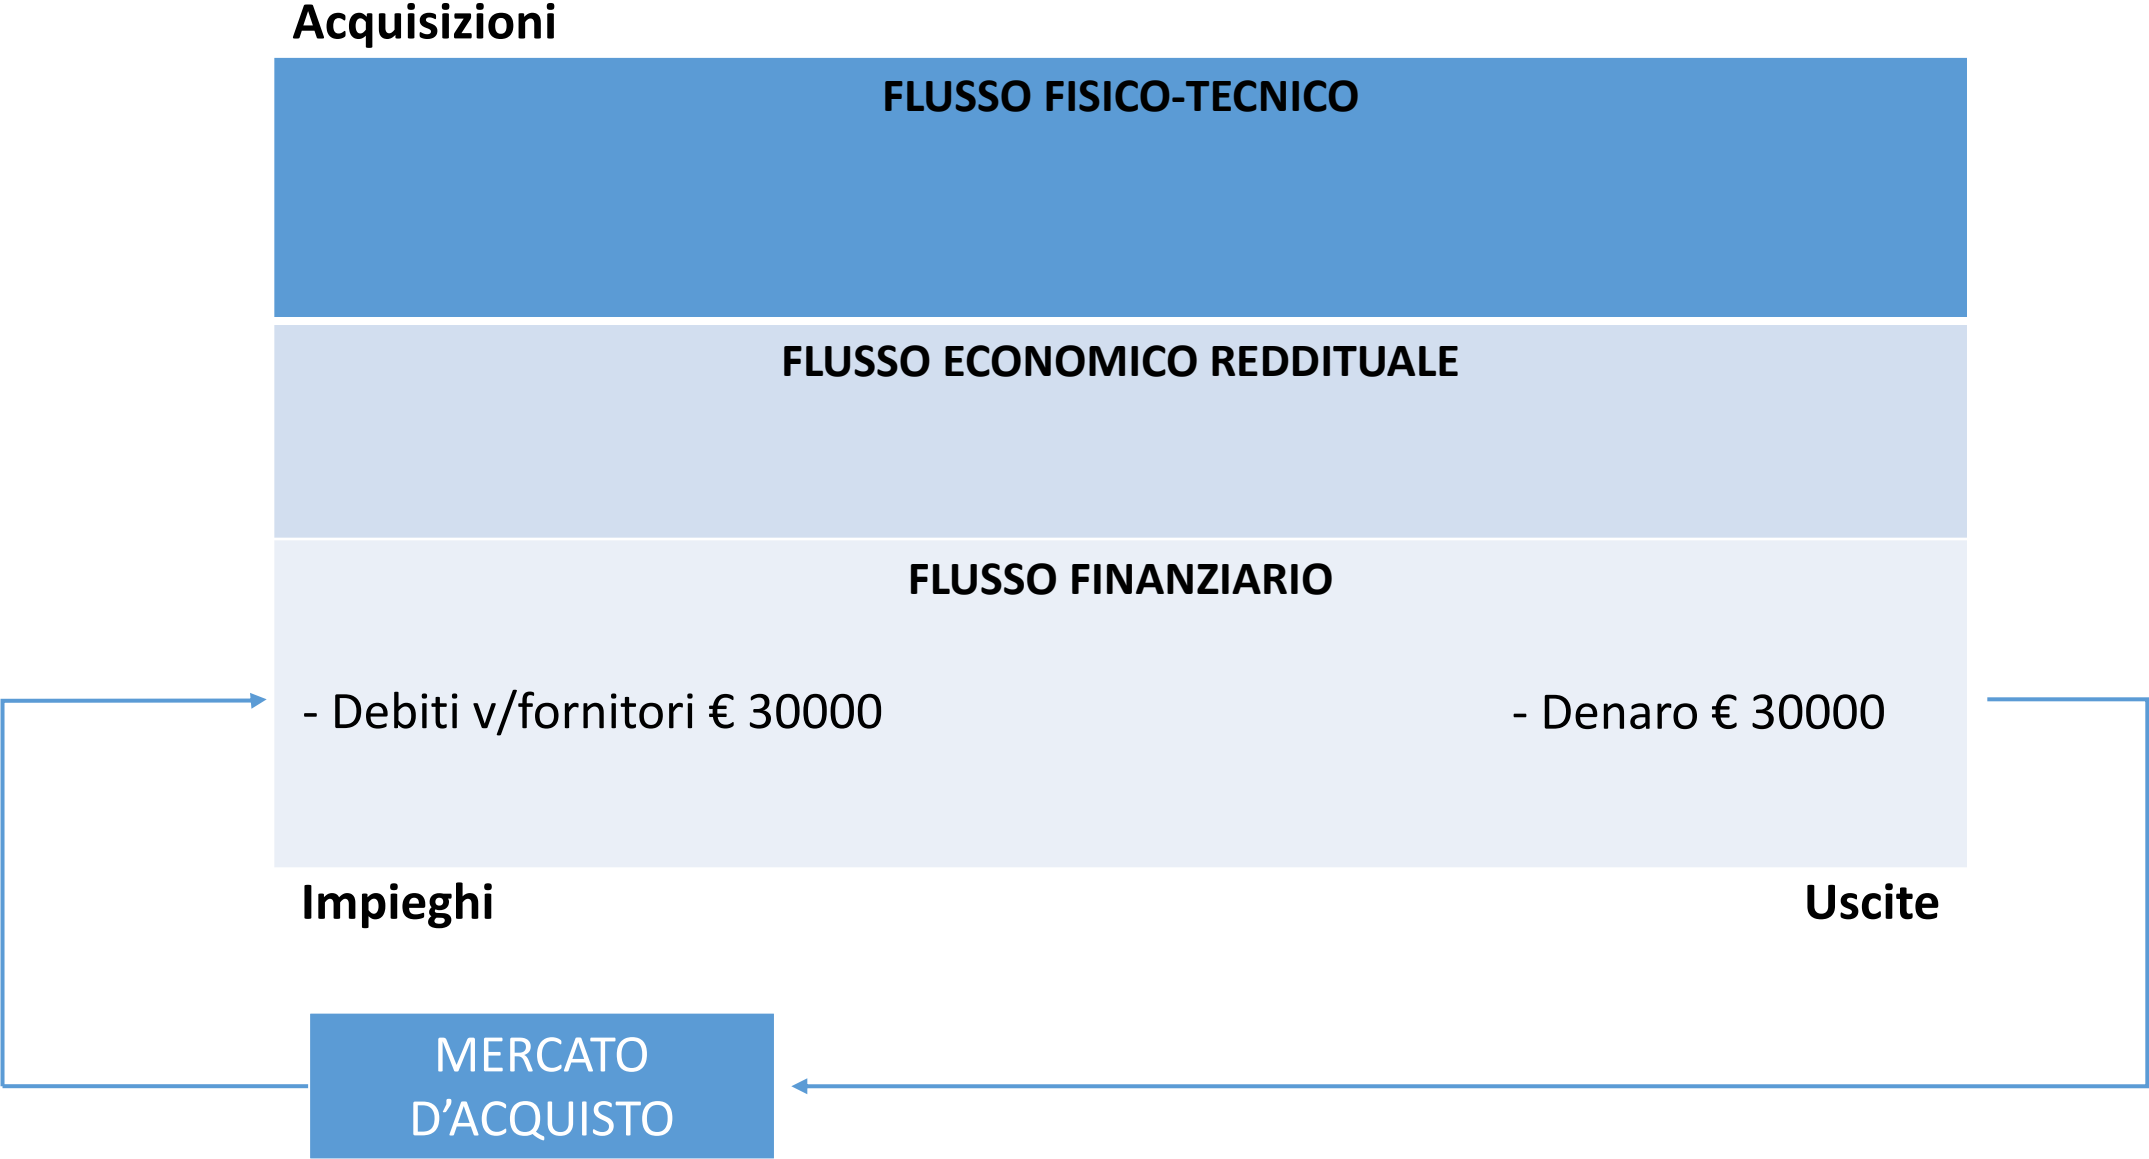 Acquisizioni
FLUSSO FISICO-TECNICO
FLUSSO ECONOMICO REDDITUALE
FLUSSO FINANZIARIO
- Debiti v/fornitori € 30000
- Denaro € 30000
Impieghi
Uscite
MERCATO
D’ACQUISTO